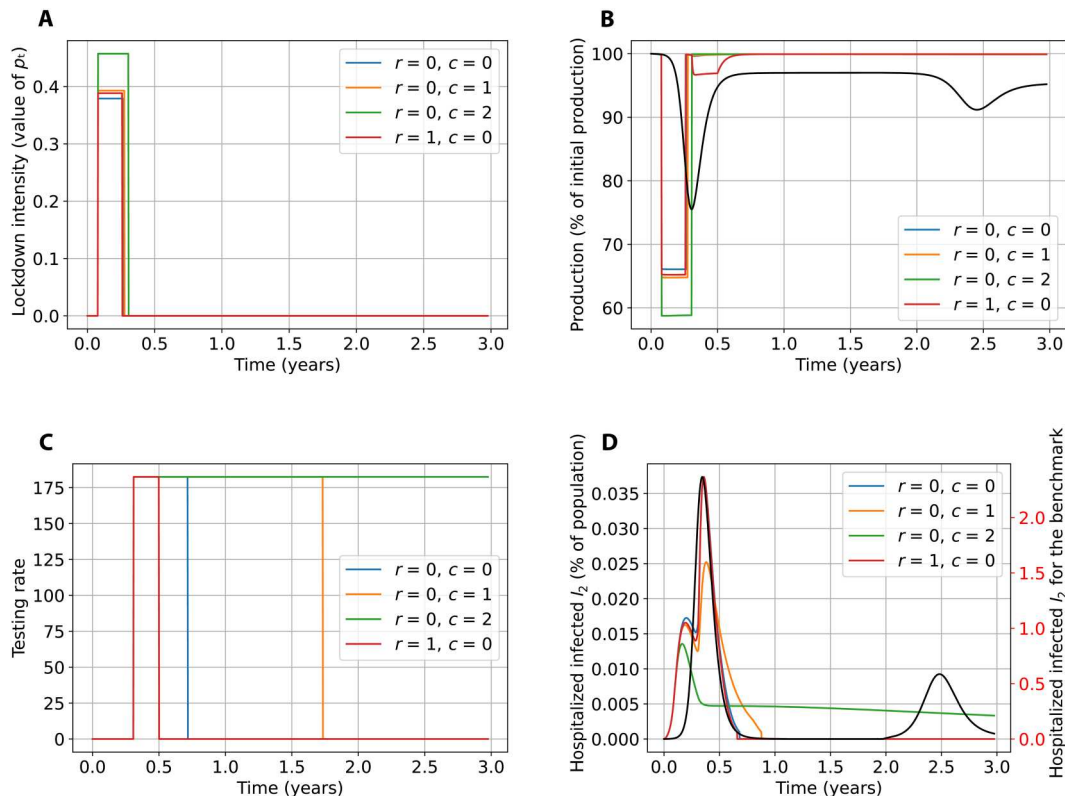 A
Lockdown intensity (value of pₜ)
0.4
0.3
0.2
0.1
0.0
r = 0, c = 0
r = 0, c = 1
r = 0, c = 2
r = 1, c = 0
0.0 0.5 1.0 1.5 2.0 2.5 3.0
Time (years)
B
Production (% of initial production)
100
90
80
70
60
r = 0, c = 0
r = 0, c = 1
r = 0, c = 2
r = 1, c = 0
0.0 0.5 1.0 1.5 2.0 2.5 3.0
Time (years)
C
Testing rate
175
150
125
100
75
50
25
0
r = 0, c = 0
r = 0, c = 1
r = 0, c = 2
r = 1, c = 0
0.0 0.5 1.0 1.5 2.0 2.5 3.0
Time (years)
D
Hospitalized infected I₂ (% of population)
0.035
0.030
0.025
0.020
0.015
0.010
0.005
0.000
r = 0, c = 0
r = 0, c = 1
r = 0, c = 2
r = 1, c = 0
2.0
1.5
1.0
0.5
0.0
Hospitalized infected I₂ for the benchmark
0.0 0.5 1.0 1.5 2.0 2.5 3.0
Time (years)